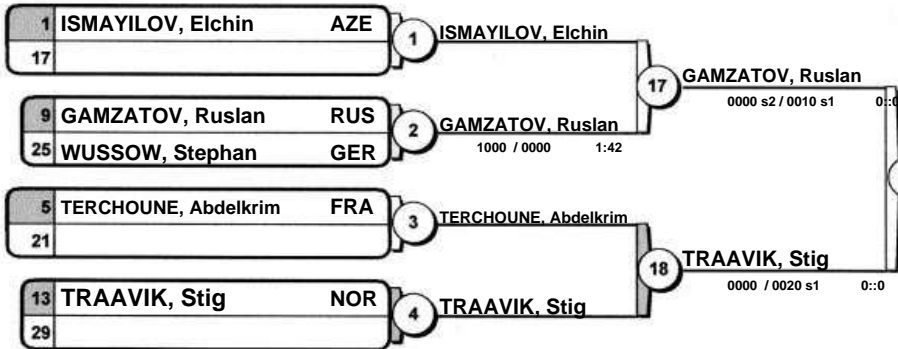 1 ISMAYILOV, Elchin AZE
17
1
ISMAYILOV, Elchin
9 GAMZATOV, Ruslan RUS
25 WUSSOW, Stephan GER
2
GAMZATOV, Ruslan
1000 / 0000 1:42
17
GAMZATOV, Ruslan
0000 s2 / 0010 s1 0::0
5 TERCHOUNE, Abdelkrim FRA
21
3
TERCHOUNE, Abdelkrim
13 TRAAVIK, Stig NOR
29
4
TRAAVIK, Stig
18
TRAAVIK, Stig
0000 / 0020 s1 0::0